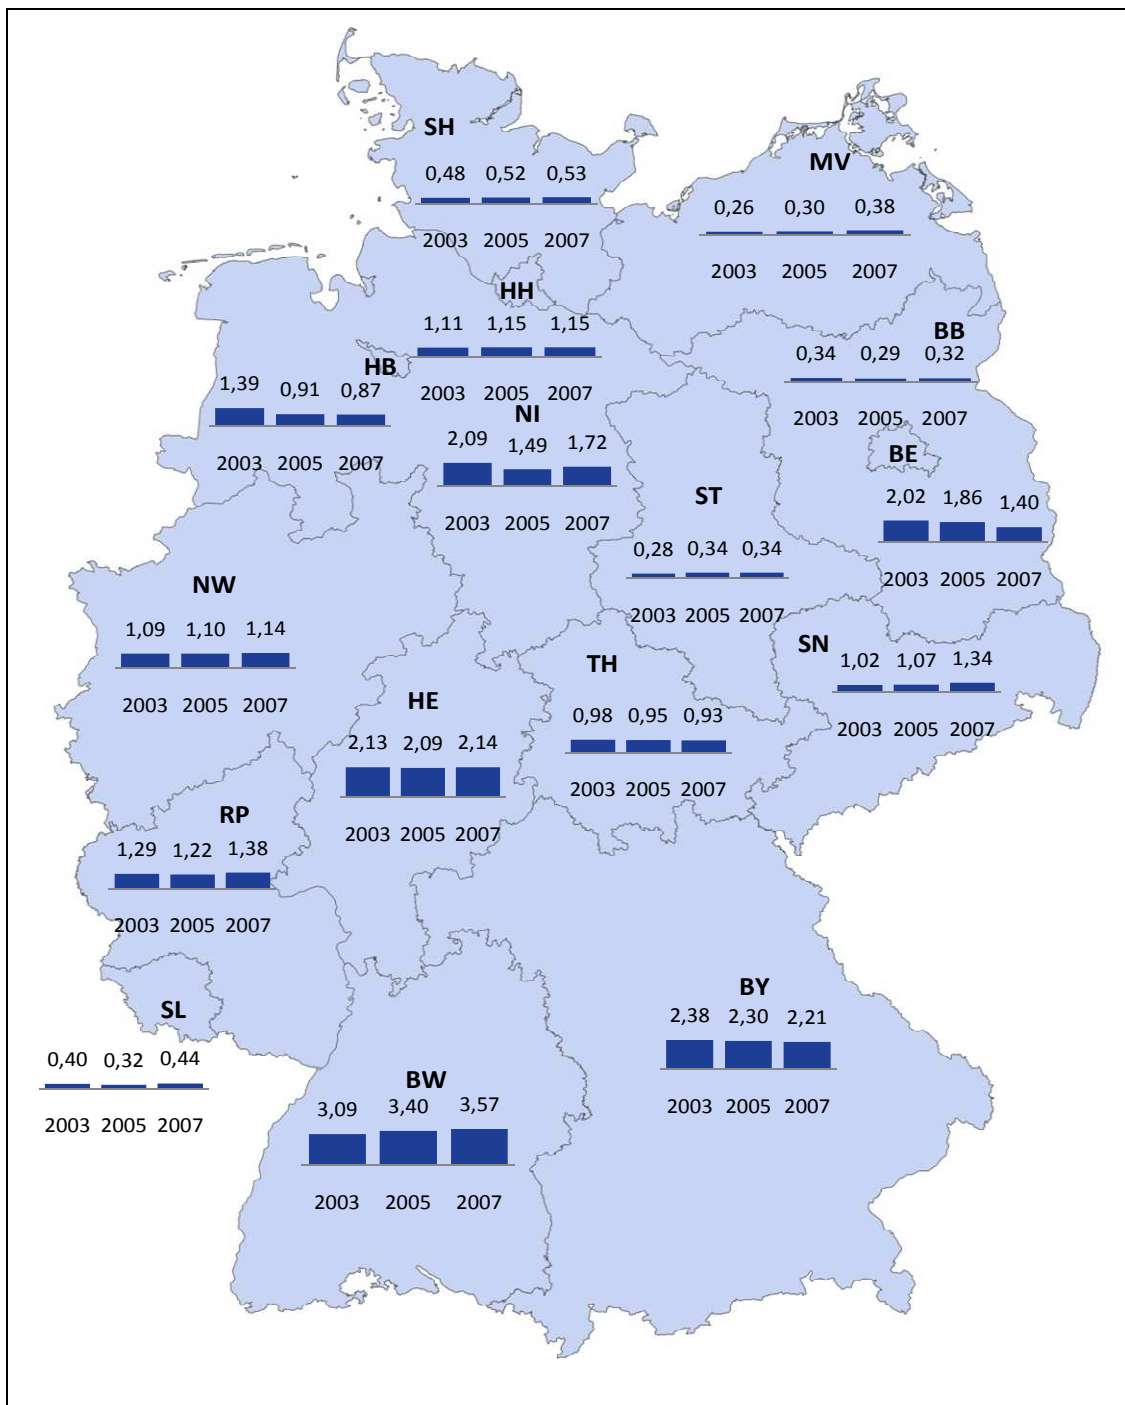 SH
0,48 0,52 0,53
2003 2005 2007
MV
0,26 0,30 0,38
2003 2005 2007
HH
1,11 1,15 1,15
2003 2005 2007
BB
0,34 0,29 0,32
2003 2005 2007
HB
1,39 0,91 0,87
2003 2005 2007
NI
2,09 1,49 1,72
2003 2005 2007
BE
2,02 1,86 1,40
2003 2005 2007
ST
0,28 0,34 0,34
2003 2005 2007
NW
1,09 1,10 1,14
2003 2005 2007
SN
1,02 1,07 1,34
2003 2005 2007
TH
0,98 0,95 0,93
2003 2005 2007
HE
2,13 2,09 2,14
2003 2005 2007
RP
1,29 1,22 1,38
2003 2005 2007
SL
0,40 0,32 0,44
2003 2005 2007
BY
2,38 2,30 2,21
2003 2005 2007
BW
3,09 3,40 3,57
2003 2005 2007